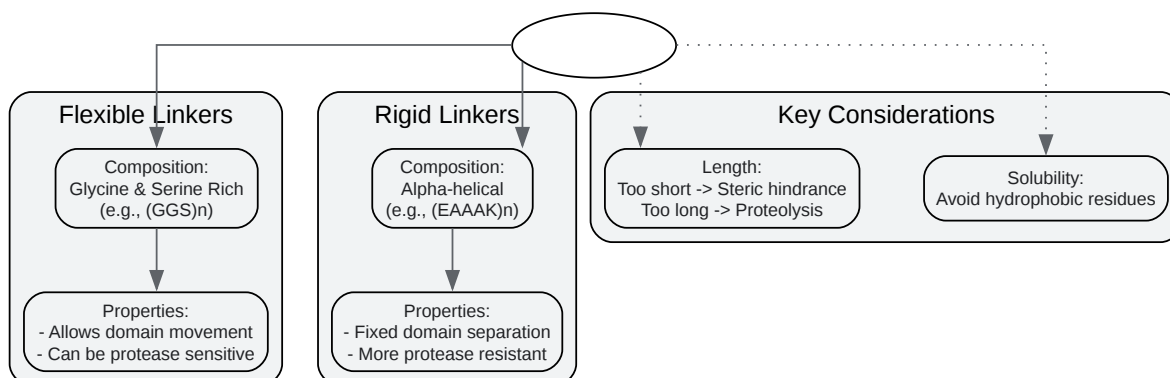 Flexible Linkers
Composition:
Glycine & Serine Rich
(e.g., (GGS)n)
Properties:
- Allows domain movement
- Can be protease sensitive
Rigid Linkers
Composition:
Alpha-helical
(e.g., (EAAAK)n)
Properties:
- Fixed domain separation
- More protease resistant
Key Considerations
Length:
Too short -> Steric hindrance
Too long -> Proteolysis
Solubility:
Avoid hydrophobic residues